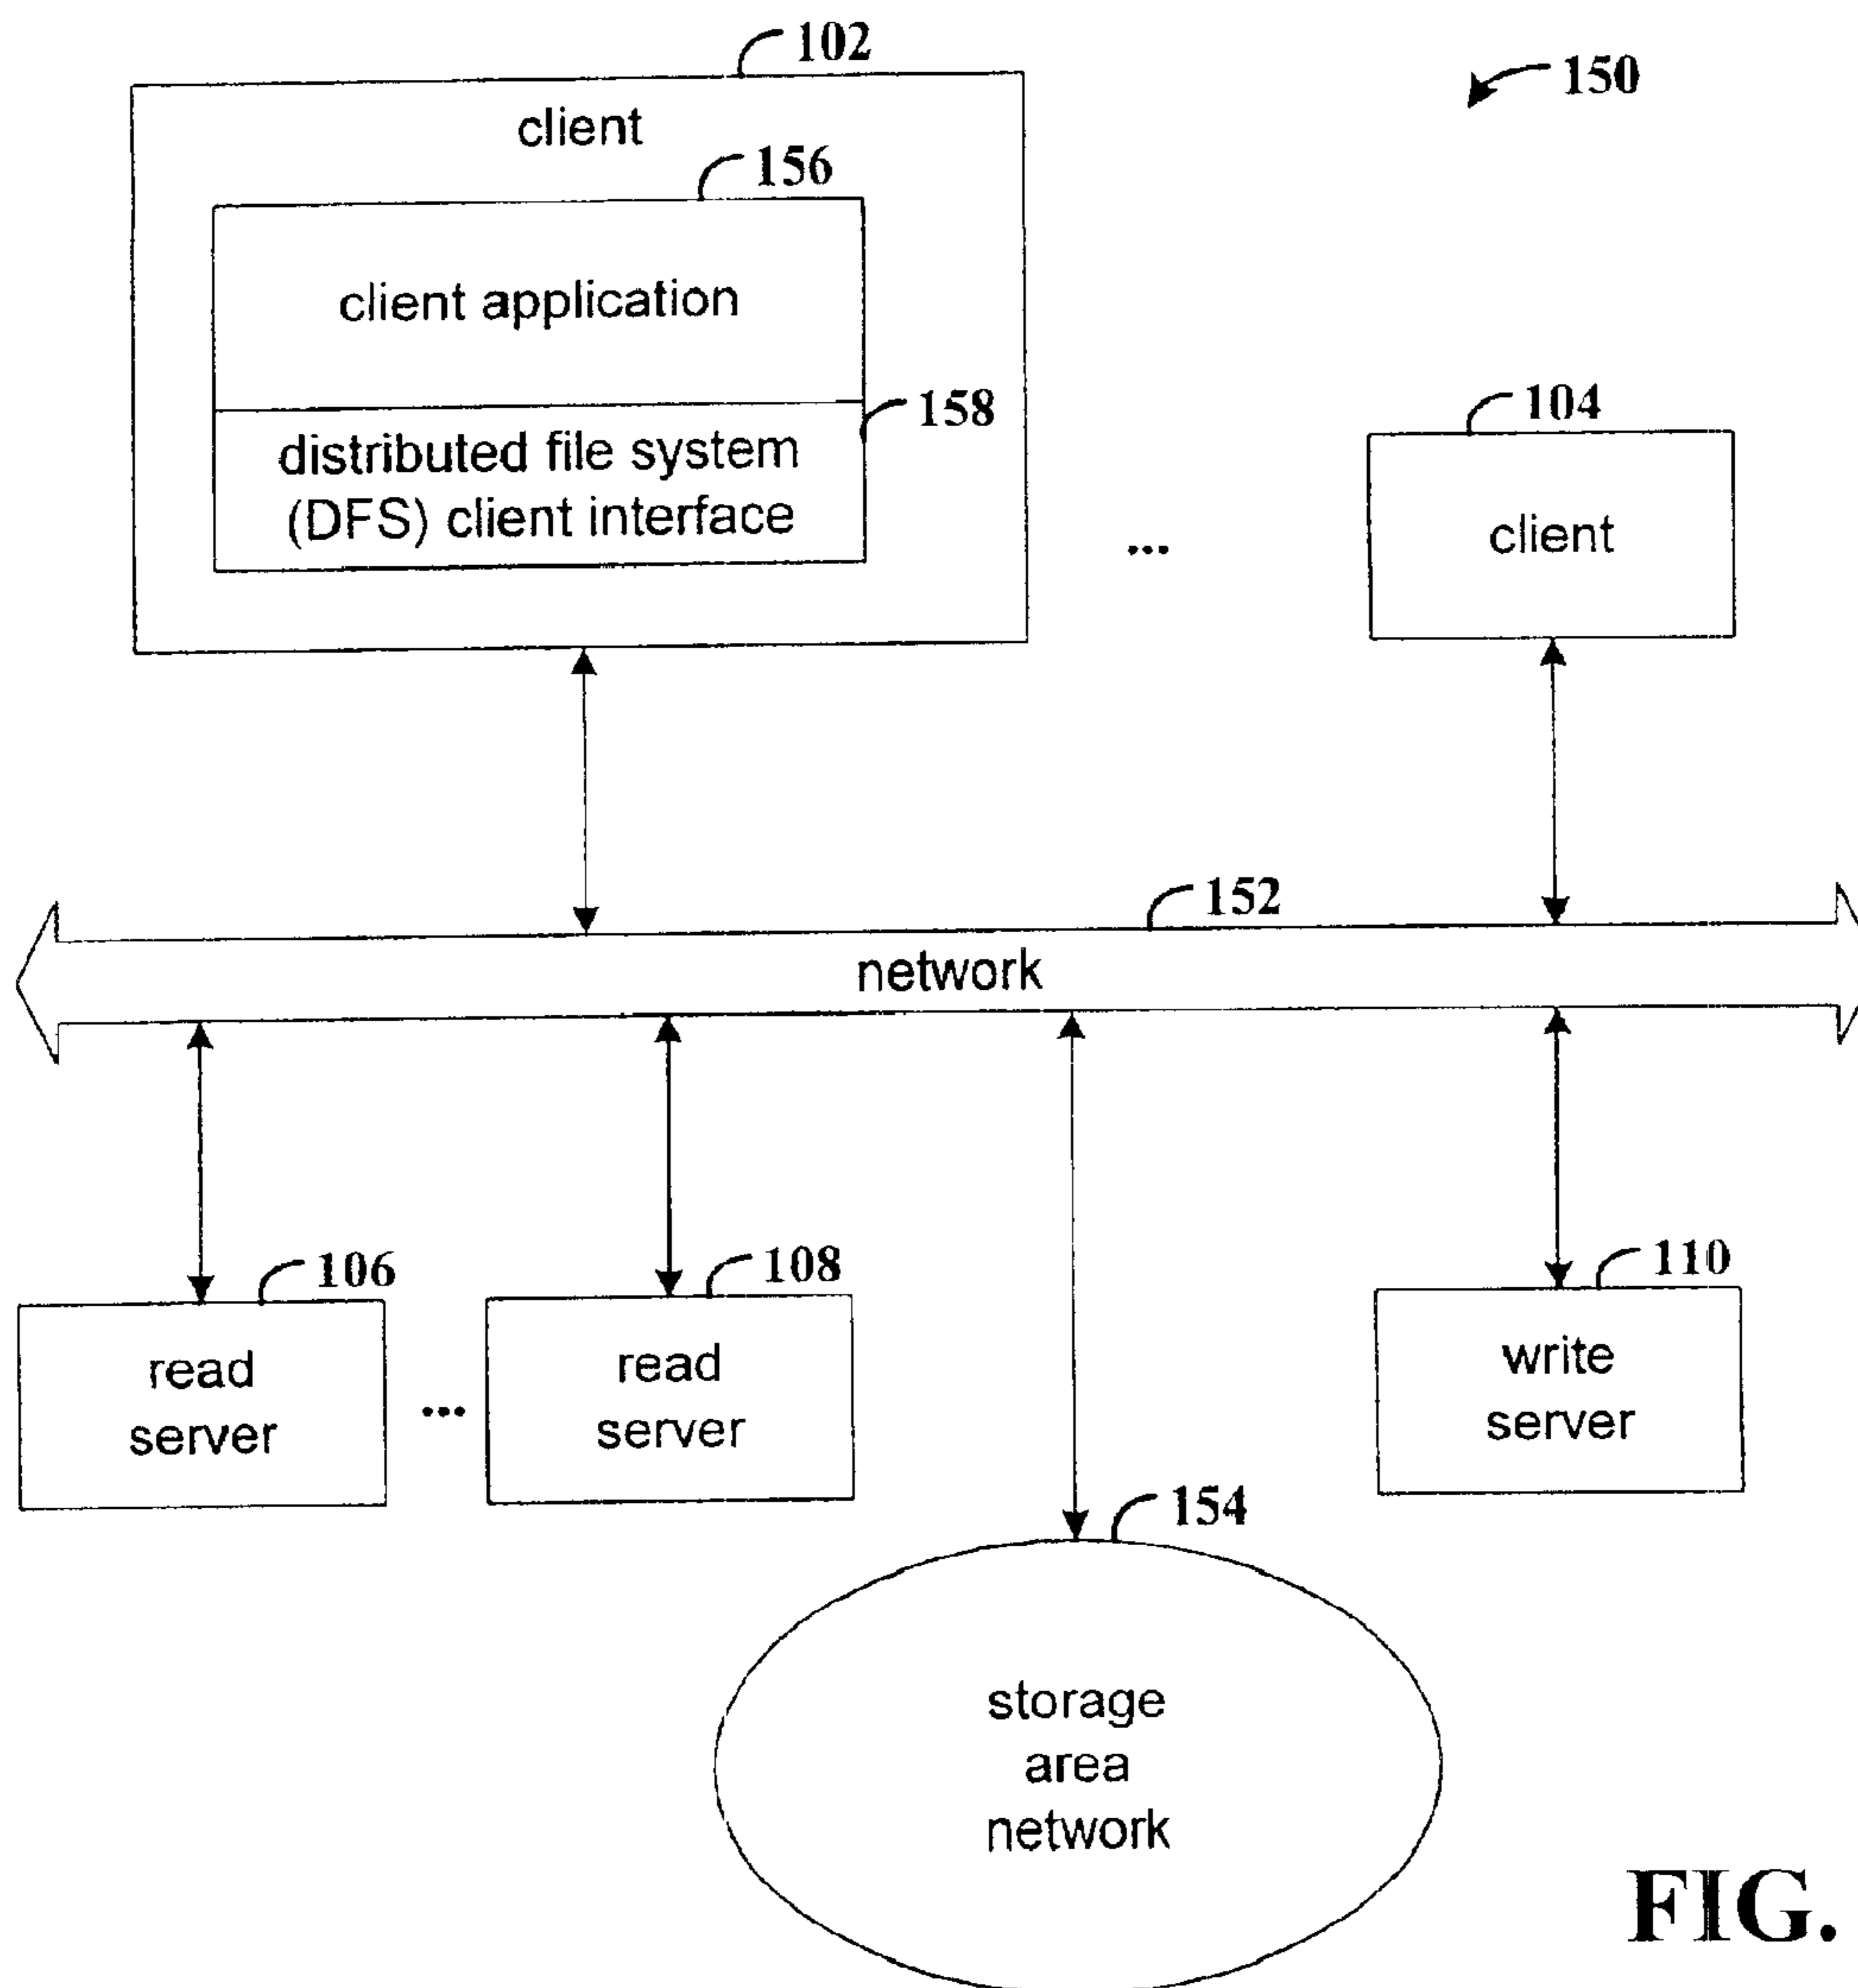 102
150
client
156
client application
158
distributed file system
(DFS) client interface
104
...
client
152
network
106
108
110
read
server
...
read
server
write
server
154
storage
area
network
FIG.